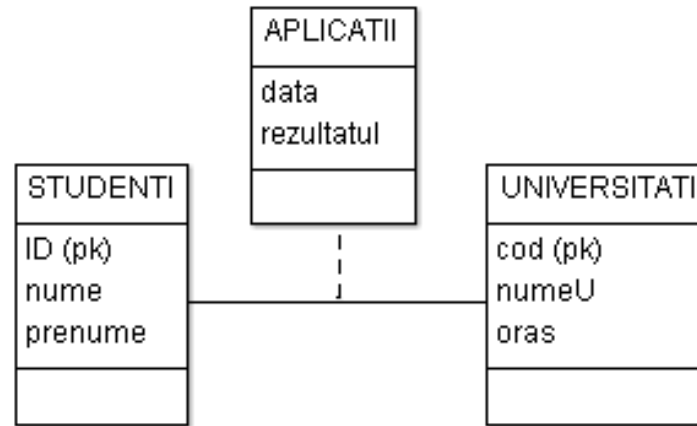 APLICATII
data
rezultatul
STUDENTI
ID (pk)
nume
prenume
UNIVERSITATI
cod (pk)
numeU
oras